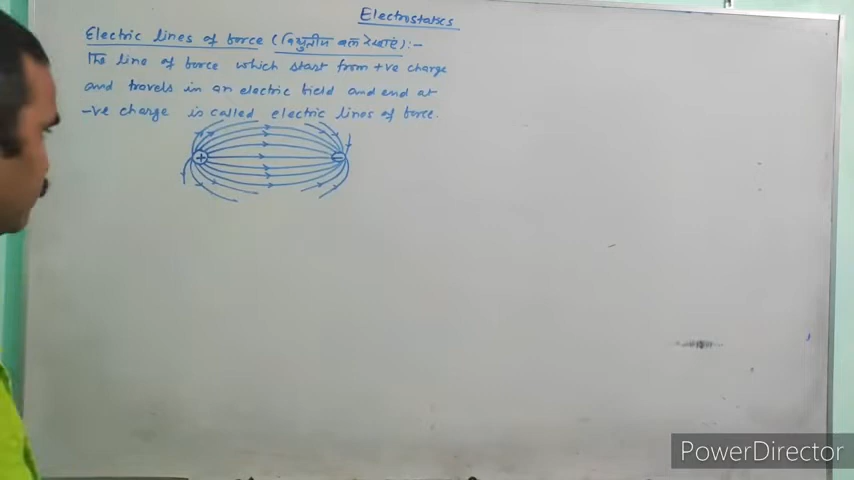 Electrostatics
Electric lines of force (विद्युतीय बल रेखाएं):-
The line of force which start from +ve charge
and travels in an electric field and end at
-ve charge is called electric lines of force.
+ -
PowerDirector